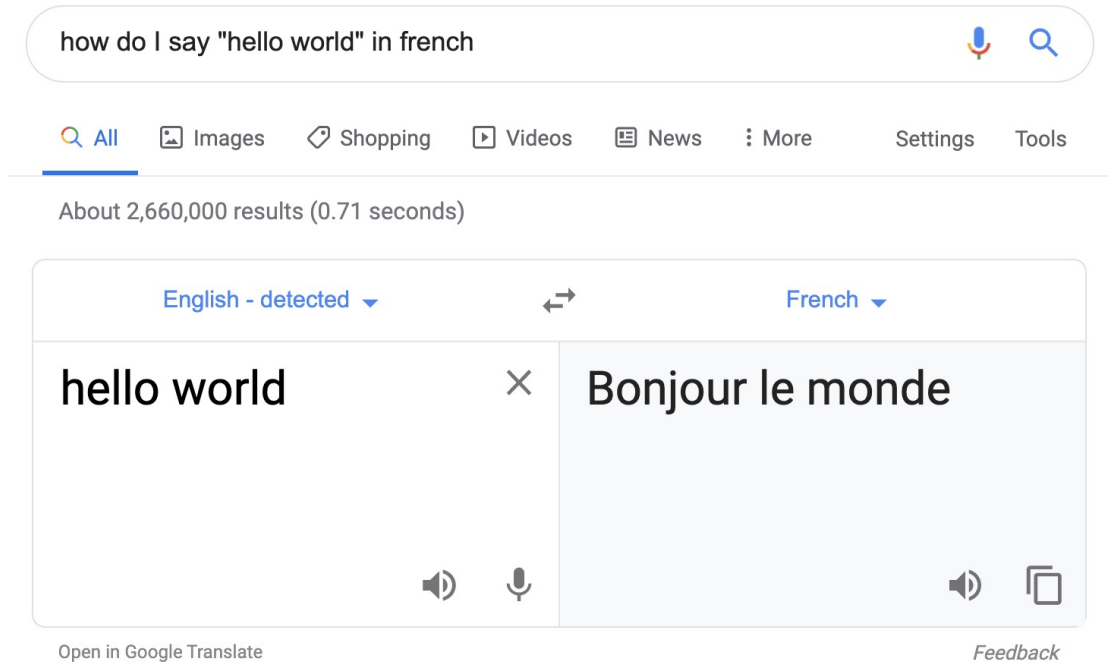 how do I say "hello world" in french
All Images Shopping Videos News More Settings Tools
About 2,660,000 results (0.71 seconds)
English - detected French
hello world Bonjour le monde
Open in Google Translate Feedback